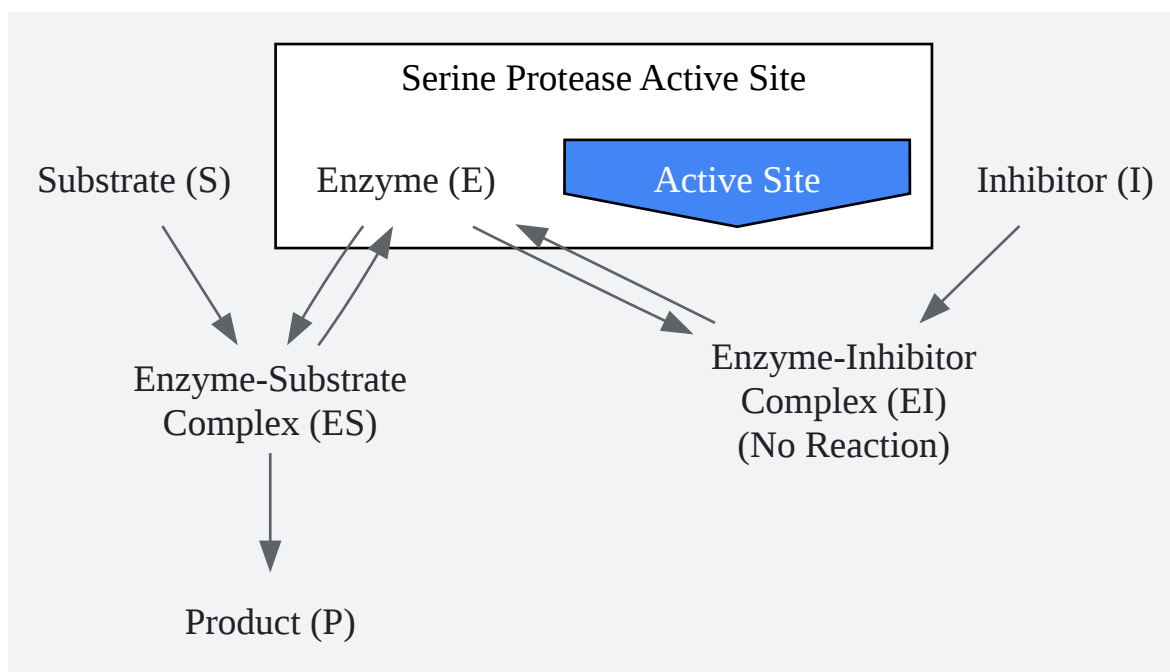 Serine Protease Active Site
Substrate (S)
Enzyme (E)
Active Site
Inhibitor (I)
Enzyme-Substrate
Complex (ES)
Enzyme-Inhibitor
Complex (EI)
(No Reaction)
Product (P)